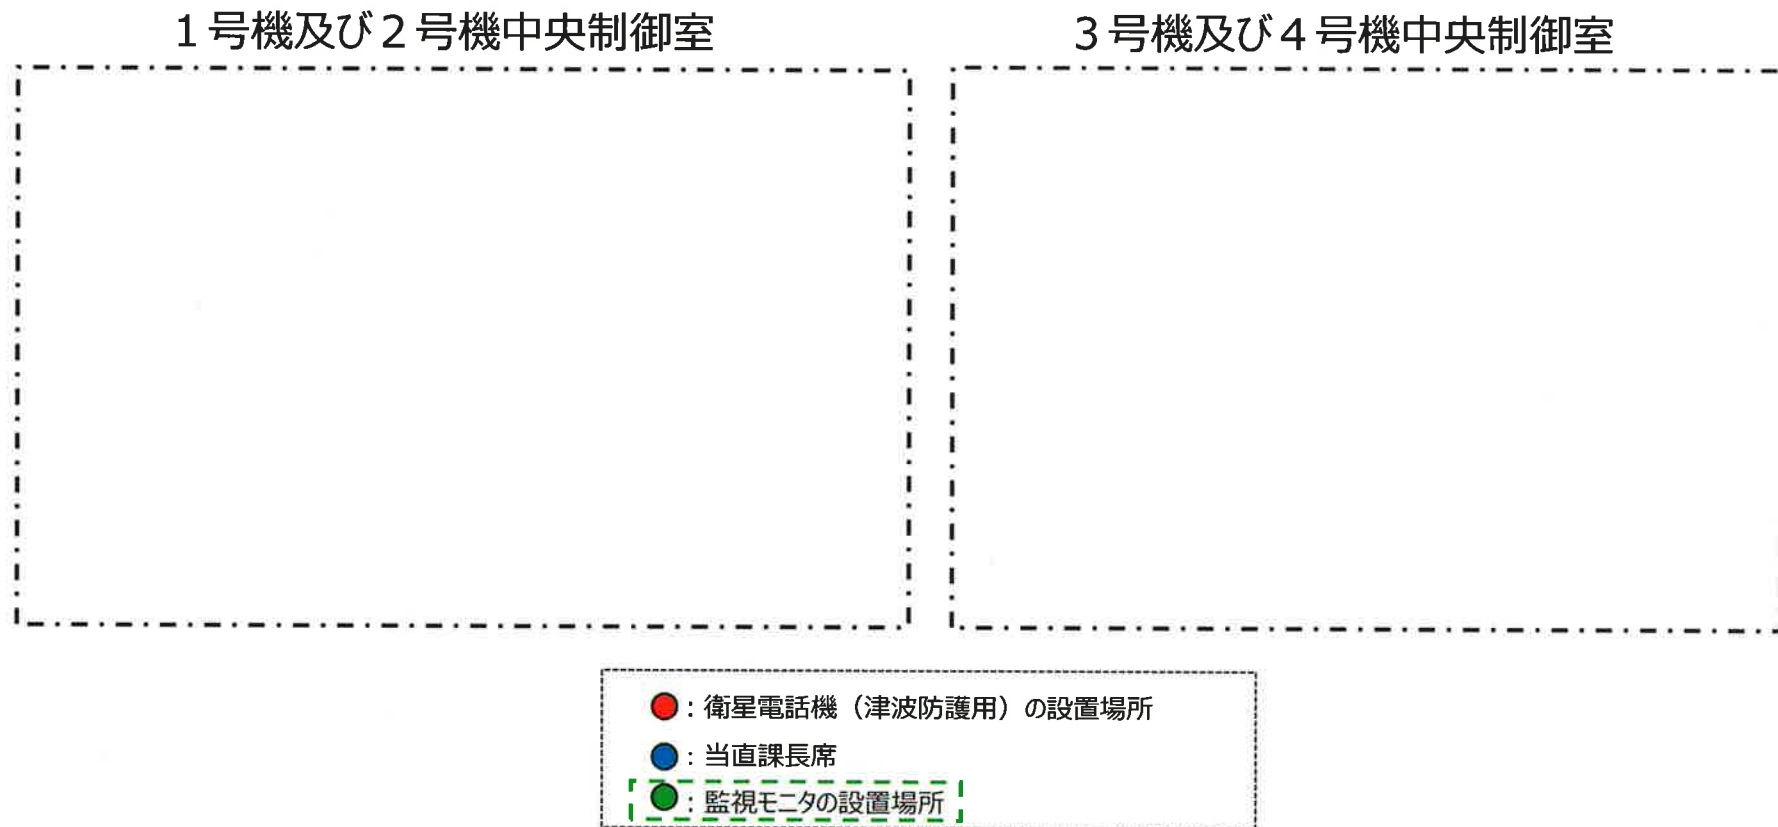 1号機及び2号機中央制御室
3号機及び4号機中央制御室
：衛星電話機（津波防護用）の設置場所
：当直課長席
：監視モニタの設置場所